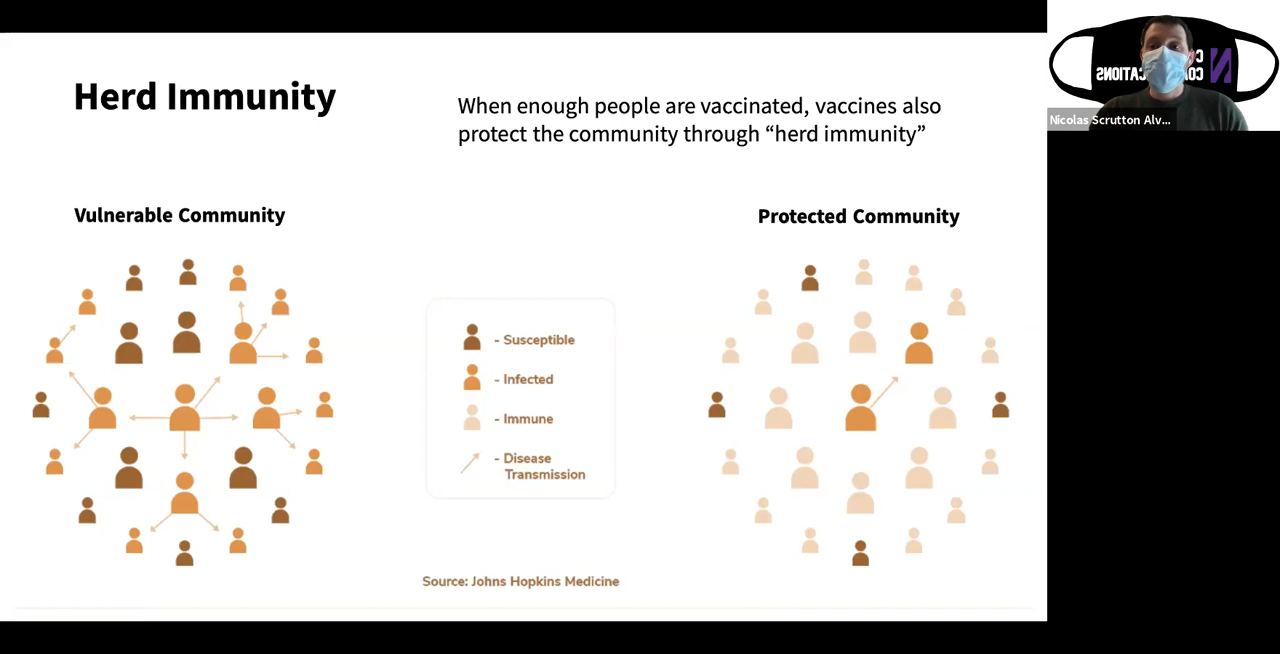 Herd Immunity
When enough people are vaccinated, vaccines also
protect the community through “herd immunity”
Vulnerable Community
Protected Community
- Susceptible
- Infected
- Immune
- Disease
Transmission
Source: Johns Hopkins Medicine
Nicolas Scrutton Alv...